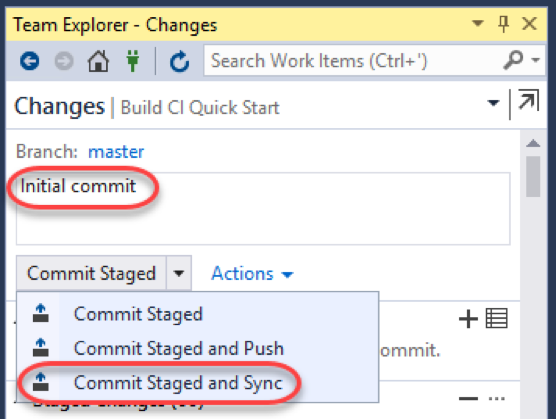 Team Explorer - Changes
Search Work Items (Ctrl+')
Changes | Build CI Quick Start
Branch: master
Initial commit
Commit Staged
Actions
Commit Staged
Commit Staged and Push
ommit.
Commit Staged and Sync
Staged Changes